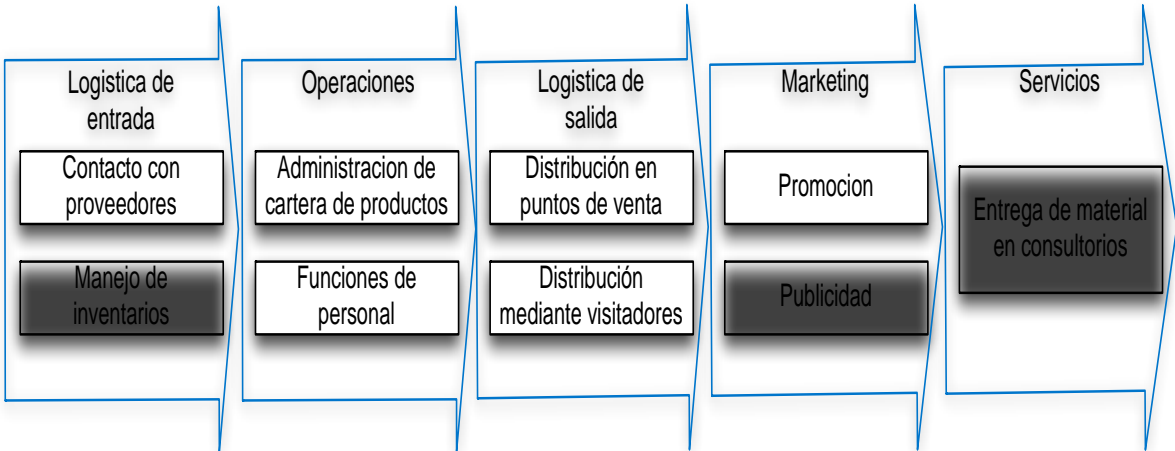 Logistica de
entrada
Contacto con
proveedores
Manejo de
inventarios
Operaciones
Administracion de
cartera de productos
Funciones de
personal
Logistica de
salida
Distribución en
puntos de venta
Distribución
mediante visitadores
Marketing
Promocion
Publicidad
Servicios
Entrega de material
en consultorios